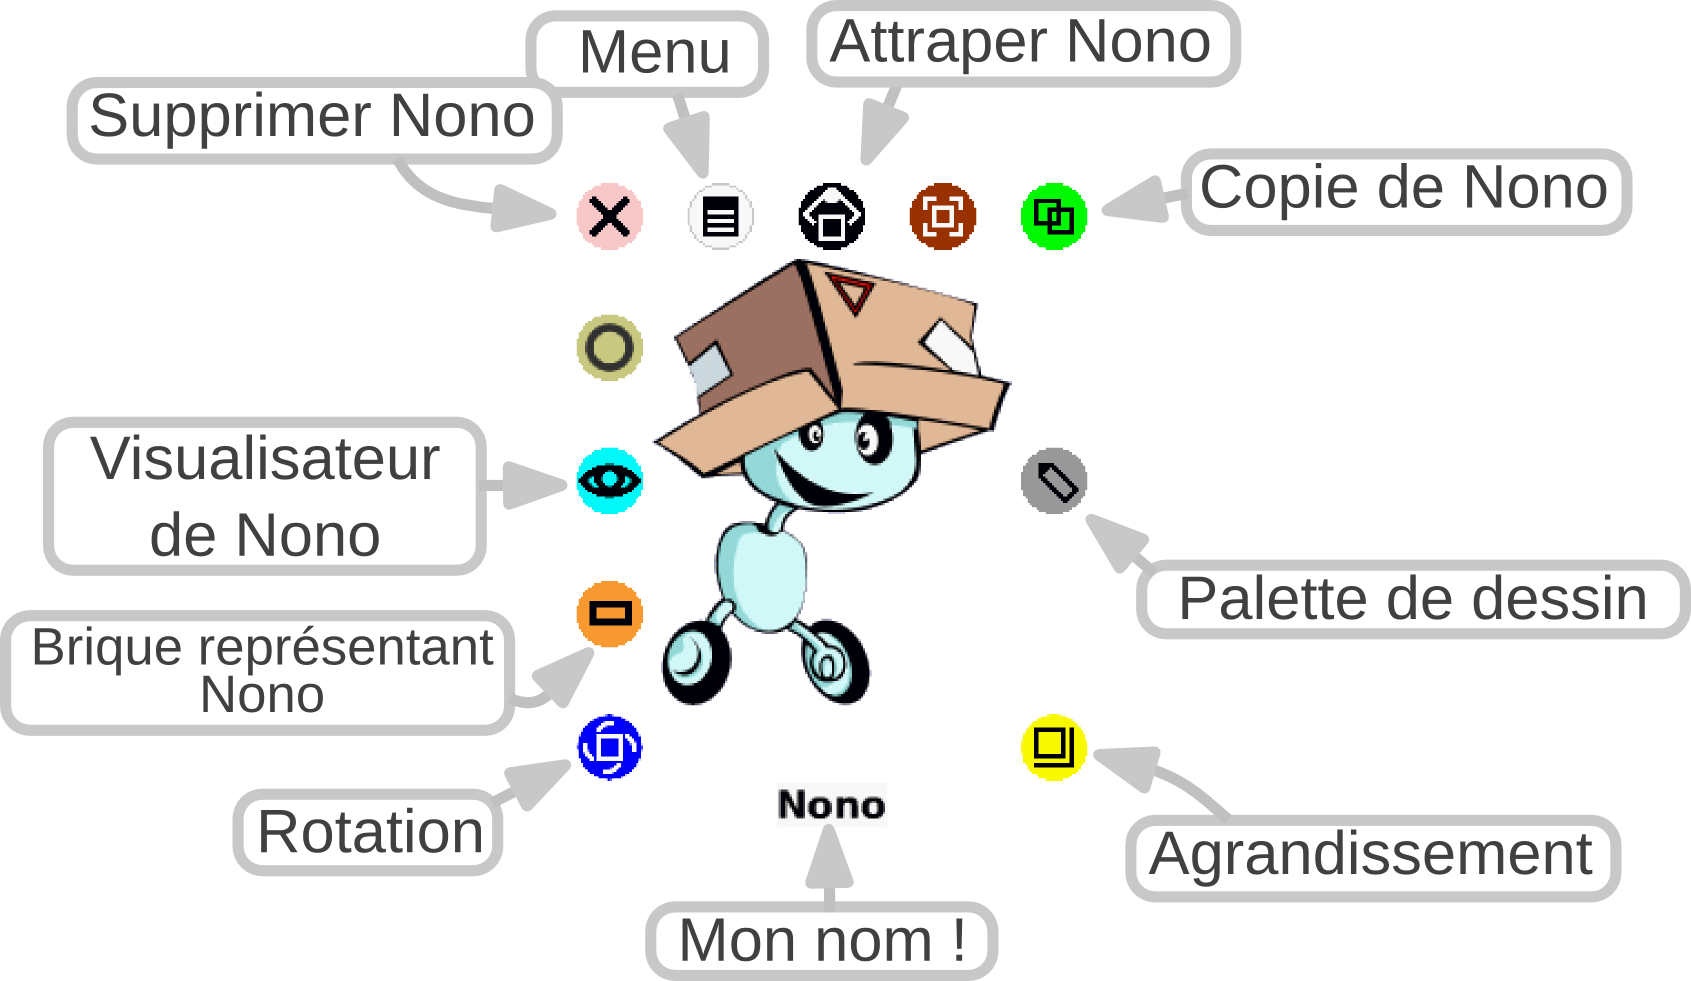 Menu
Attraper Nono
Supprimer Nono
Copie de Nono
Visualisateur
de Nono
Palette de dessin
Brique représentant
Nono
Rotation
Nono
Agrandissement
Mon nom !